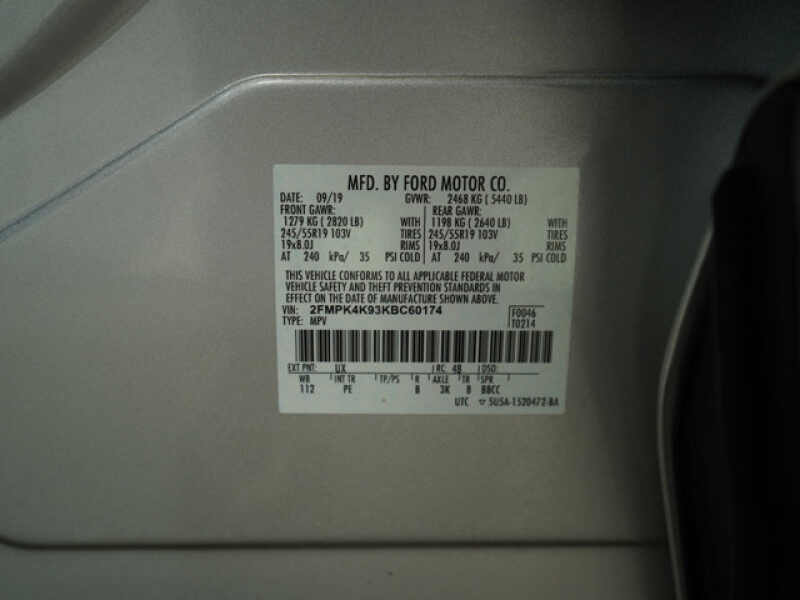 MFD. BY FORD MOTOR CO.
DATE: 09/19 GVWR: 2468 KG ( 5440 LB)
FRONT GAWR: REAR GAWR:
1279 KG ( 2820 LB) WITH 1198 KG ( 2640 LB) WITH
245/55R19 103V TIRES 245/55R19 103V TIRES
19x8.0J RIMS 19x8.0J RIMS
AT 240 kPa/ 35 PSI COLD AT 240 kPa/ 35 PSI COLD
THIS VEHICLE CONFORMS TO ALL APPLICABLE FEDERAL MOTOR
VEHICLE SAFETY AND THEFT PREVENTION STANDARDS IN
EFFECT ON THE DATE OF MANUFACTURE SHOWN ABOVE.
VIN: 2FMPK4K93KBC60174 F0046
TYPE: MPV T0214
EXT PNT: UX RC: 48 DSO:
WB INT TR TP/PS R AXLE TR SPR
112 PE B 3K 8 BBCC
UTC ▽ 5U5A-1520472-BA